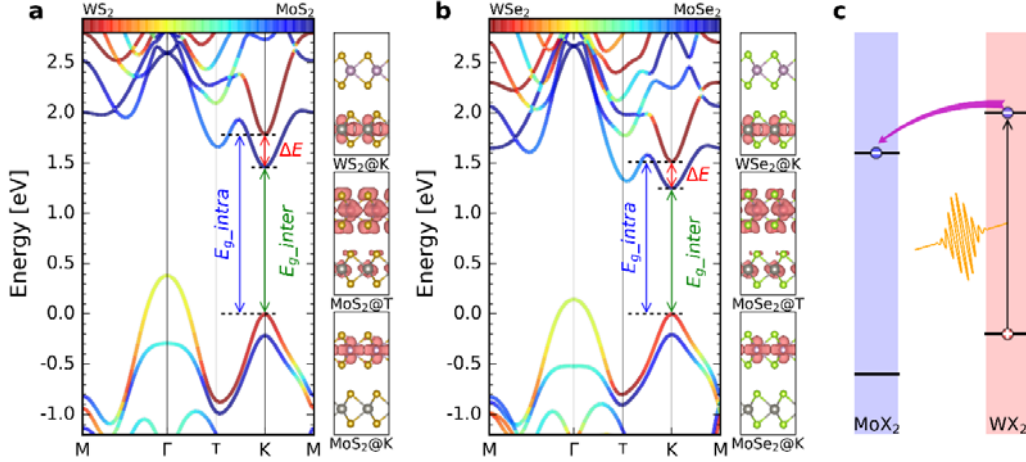 a
WS₂
MoS₂
Energy [eV]
2.5
2.0
1.5
1.0
0.5
0.0
-0.5
-1.0
M
Γ
T
K
M
E_g_intra
E_g_inter
ΔE
WS₂@K
MoS₂@T
MoS₂@K
b
WSe₂
MoSe₂
Energy [eV]
2.5
2.0
1.5
1.0
0.5
0.0
-0.5
-1.0
M
Γ
T
K
M
E_g_intra
E_g_inter
ΔE
WSe₂@K
MoSe₂@T
MoSe₂@K
c
MoX₂
WX₂